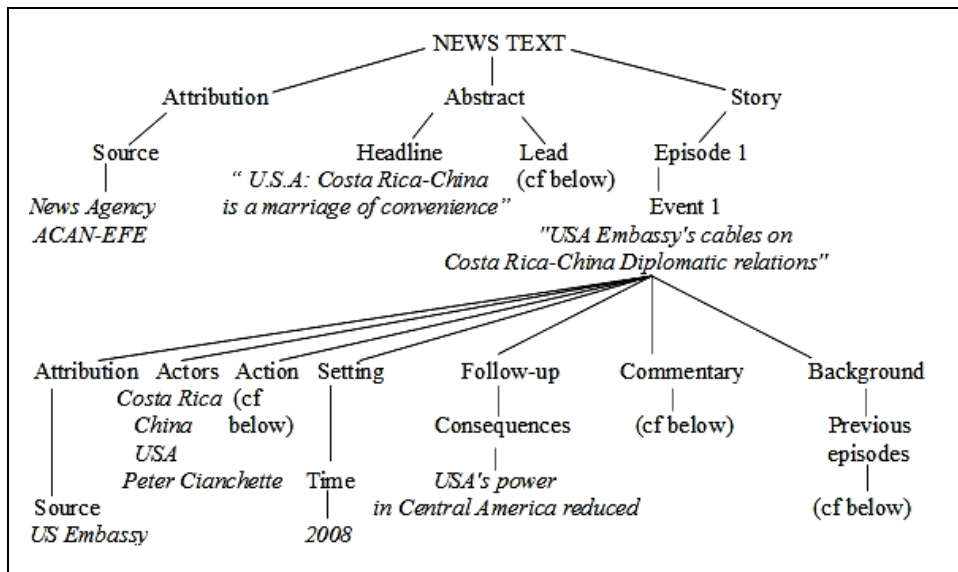 NEWS TEXT
Attribution Abstract Story
Source Headline Lead Episode 1
“ U.S.A: Costa Rica-China (cf below)
News Agency is a marriage of convenience” Event 1
ACAN-EFE "USA Embassy's cables on
Costa Rica-China Diplomatic relations"
Attribution Actors Action Setting Follow-up Commentary Background
Costa Rica (cf
China below) Consequences (cf below) Previous
USA episodes
Peter Cianchette Time USA's power
in Central America reduced
Source (cf below)
US Embassy 2008